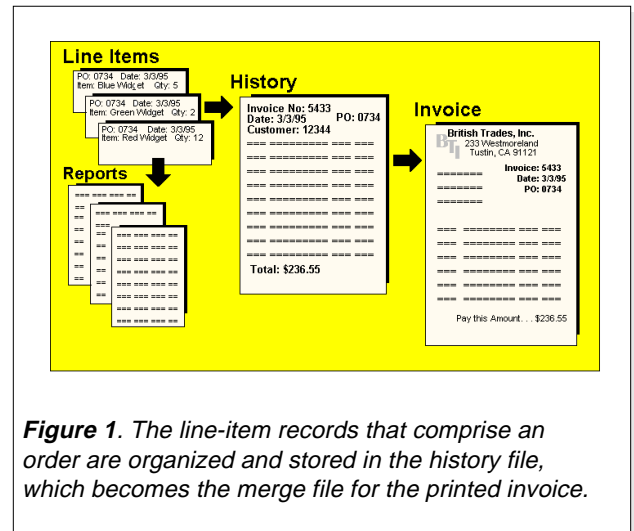 Line Items
PO: 0734 Date: 3/3/95
Item: Blue Widget Qty: 5
PO: 0734 Date: 3/3/95
Item: Green Widget Qty: 2
PO: 0734 Date: 3/3/95
Item: Red Widget Qty: 12
Reports
History
Invoice No: 5433
Date: 3/3/95 PO: 0734
Customer: 12344
Total: $236.55
Invoice
BTI
British Trades, Inc.
233 Westmoreland
Tustin, CA 91121
Invoice: 5433
Date: 3/3/95
PO: 0734
Pay this Amount. . . $236.55
Figure 1. The line-item records that comprise an
order are organized and stored in the history file,
which becomes the merge file for the printed invoice.